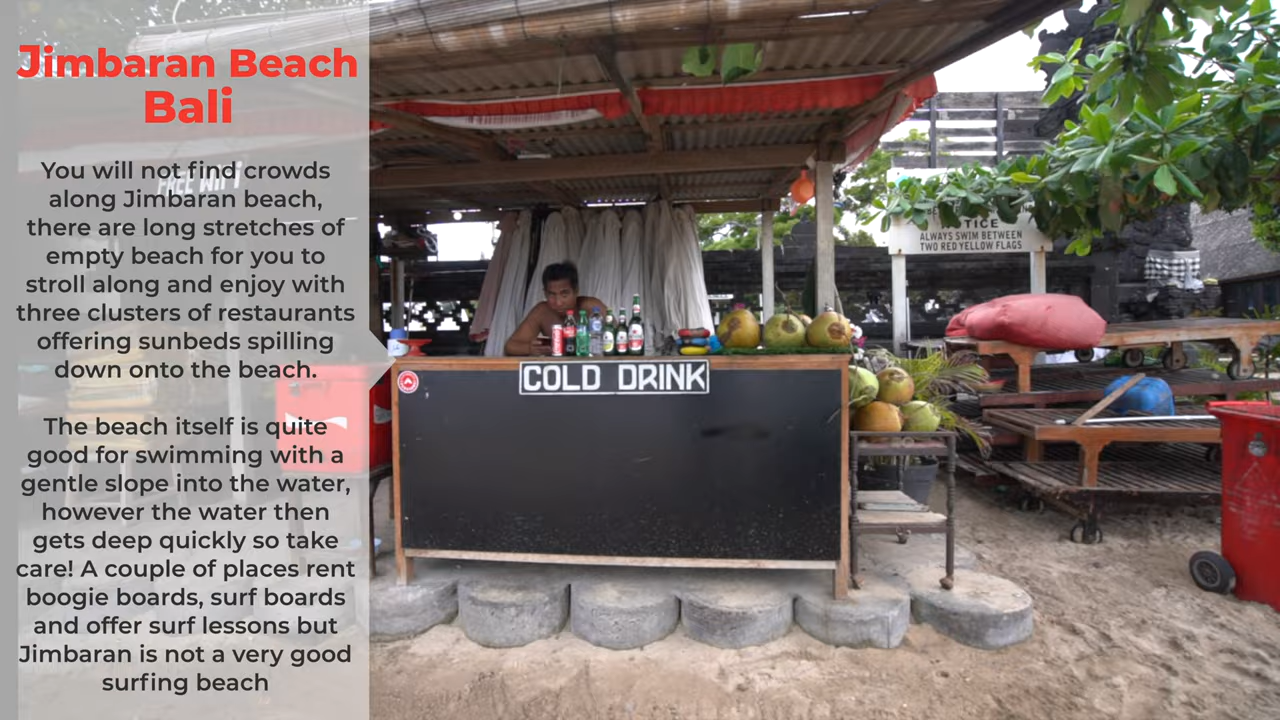 Jimbaran Beach
Bali
You will not find crowds
along Jimbaran beach,
there are long stretches of
empty beach for you to
stroll along and enjoy with
three clusters of restaurants
offering sunbeds spilling
down onto the beach.
The beach itself is quite
good for swimming with a
gentle slope into the water,
however the water then
gets deep quickly so take
care! A couple of places rent
boogie boards, surf boards
and offer surf lessons but
Jimbaran is not a very good
surfing beach
FREE WIFI
COLD DRINK
NOTICE
ALWAYS SWIM BETWEEN
TWO RED YELLOW FLAGS